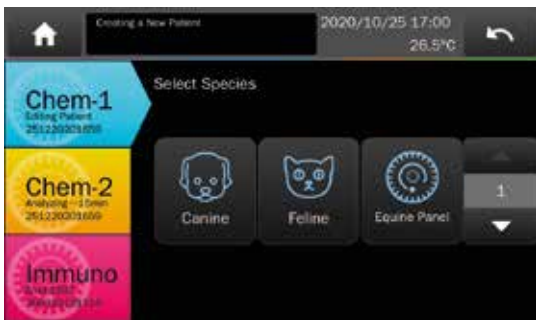 Creating a New Patient
2020/10/25 17:00
26.5°C
Select Species
Chem-1
Editing Patient
Chem-2
Immuno
Canine
Feline
Equine Panel
1